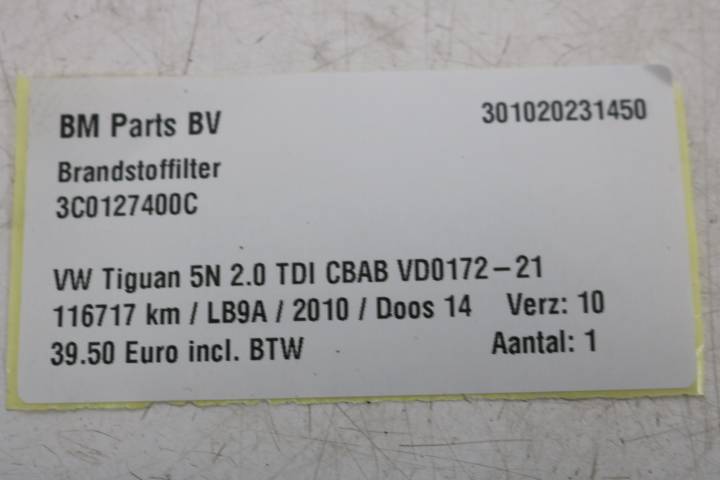 BM Parts BV 301020231450
Brandstoffilter
3C0127400C
VW Tiguan 5N 2.0 TDI CBAB VD0172-21
116717 km / LB9A / 2010 / Doos 14 Verz: 10
39.50 Euro incl. BTW Aantal: 1